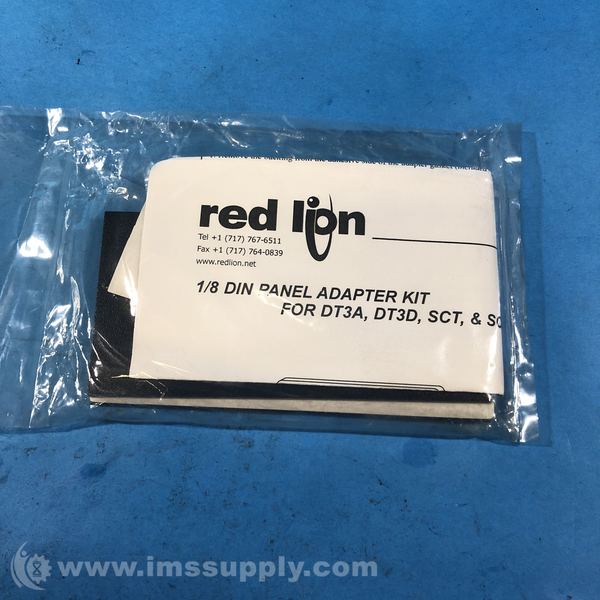 red lion
Tel +1 (717) 767-6511
Fax +1 (717) 764-0839
www.redlion.net
1/8 DIN PANEL ADAPTER KIT
FOR DT3A, DT3D, SCT, & SC
www.imssupply.com